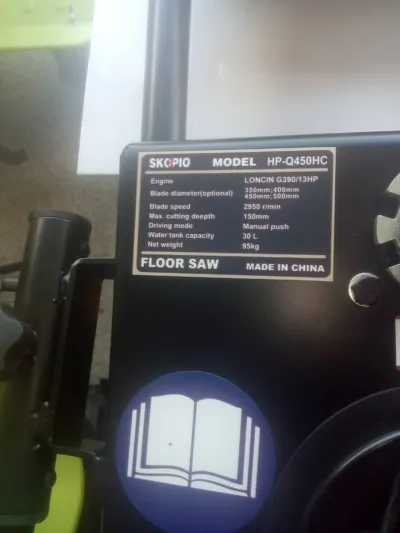 SKOPIO MODEL HP-Q450HC
Engine LONCIN G390/13HP
Blade diameter(optional) 350mm;400mm
450mm;500mm
Blade speed 2950 r/min
Max. cutting deepth 150mm
Driving mode Manual push
Water tank capacity 30 L
Net weight 95kg
FLOOR SAW MADE IN CHINA